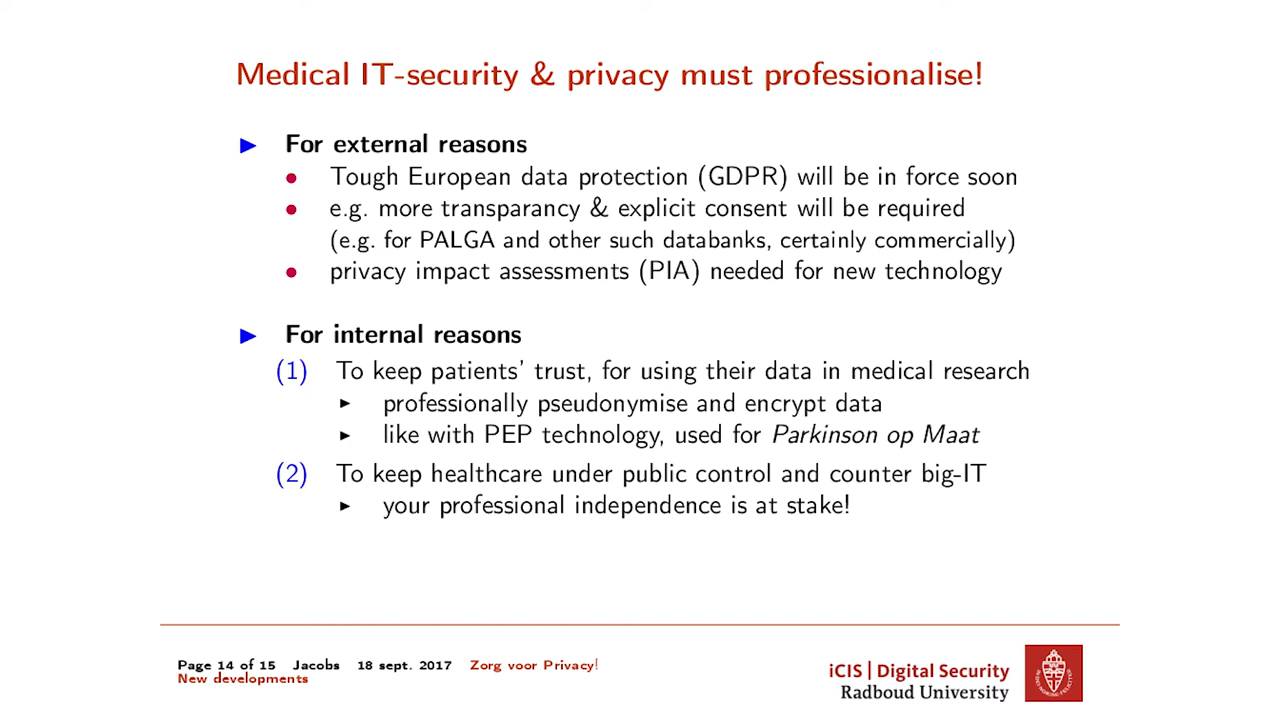 Medical IT-security & privacy must professionalise!
▶ For external reasons
• Tough European data protection (GDPR) will be in force soon
• e.g. more transparancy & explicit consent will be required
(e.g. for PALGA and other such databanks, certainly commercially)
• privacy impact assessments (PIA) needed for new technology
▶ For internal reasons
(1) To keep patients' trust, for using their data in medical research
▶ professionally pseudonymise and encrypt data
▶ like with PEP technology, used for Parkinson op Maat
(2) To keep healthcare under public control and counter big-IT
▶ your professional independence is at stake!
Page 14 of 15 Jacobs 18 sept. 2017 Zorg voor Privacy!
New developments
iCIS | Digital Security
Radboud University